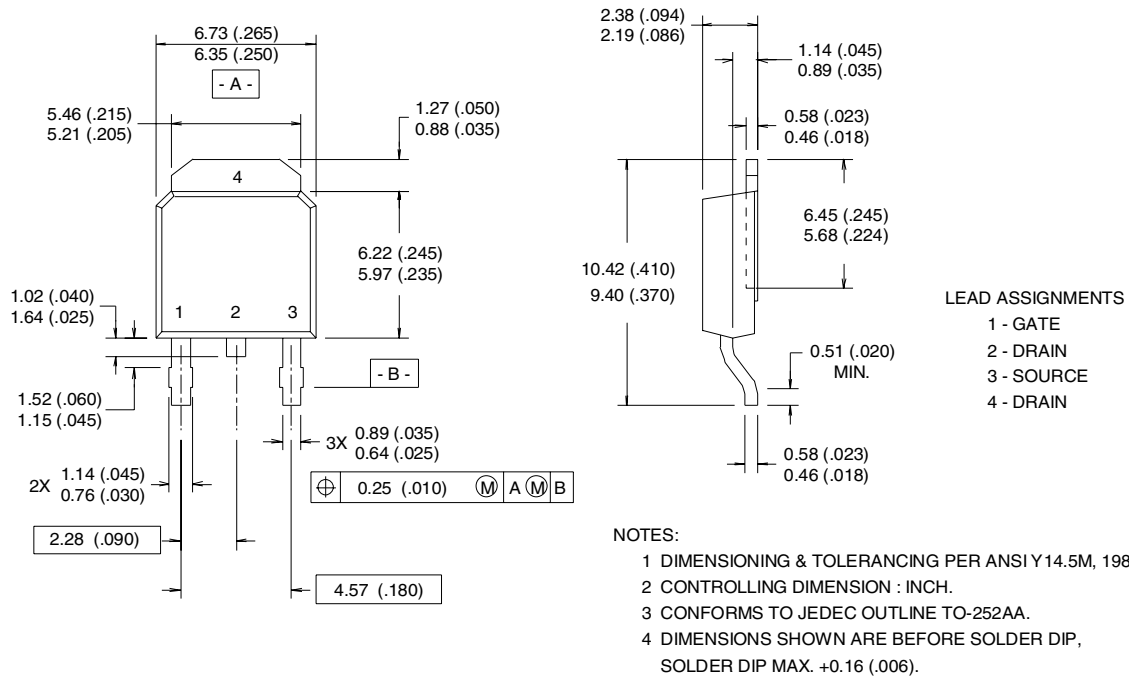 6.73 (.265)
6.35 (.250)
- A -
5.46 (.215)
5.21 (.205)
1.27 (.050)
0.88 (.035)
4
6.22 (.245)
5.97 (.235)
1.02 (.040)
1.64 (.025)
1 2 3
- B -
1.52 (.060)
1.15 (.045)
3X 0.89 (.035)
0.64 (.025)
2X 1.14 (.045)
0.76 (.030)
⌖ 0.25 (.010) Ⓜ A Ⓜ B
2.28 (.090)
4.57 (.180)
2.38 (.094)
2.19 (.086)
1.14 (.045)
0.89 (.035)
0.58 (.023)
0.46 (.018)
6.45 (.245)
5.68 (.224)
10.42 (.410)
9.40 (.370)
0.51 (.020)
MIN.
0.58 (.023)
0.46 (.018)
LEAD ASSIGNMENTS
1 - GATE
2 - DRAIN
3 - SOURCE
4 - DRAIN
NOTES:
1 DIMENSIONING & TOLERANCING PER ANSI Y14.5M, 198
2 CONTROLLING DIMENSION : INCH.
3 CONFORMS TO JEDEC OUTLINE TO-252AA.
4 DIMENSIONS SHOWN ARE BEFORE SOLDER DIP,
SOLDER DIP MAX. +0.16 (.006).